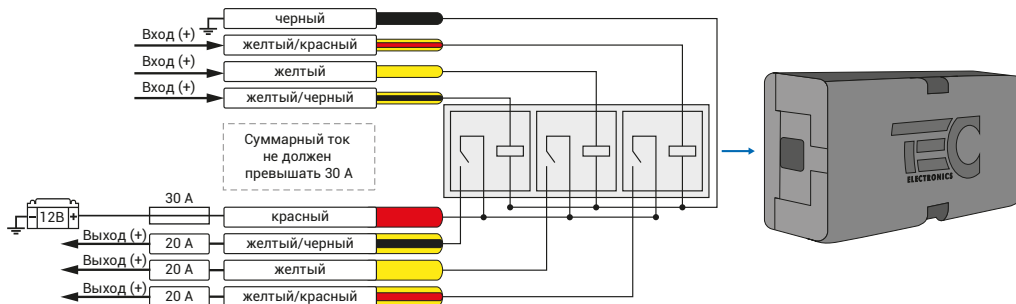 черный
Вход (+)
желтый/красный
Вход (+)
желтый
Вход (+)
желтый/черный
Суммарный ток
не должен
превышать 30 А
30 А
- 12В +
красный
Выход (+)
20 А
желтый/черный
Выход (+)
20 А
желтый
Выход (+)
20 А
желтый/красный
TEC
ELECTRONICS